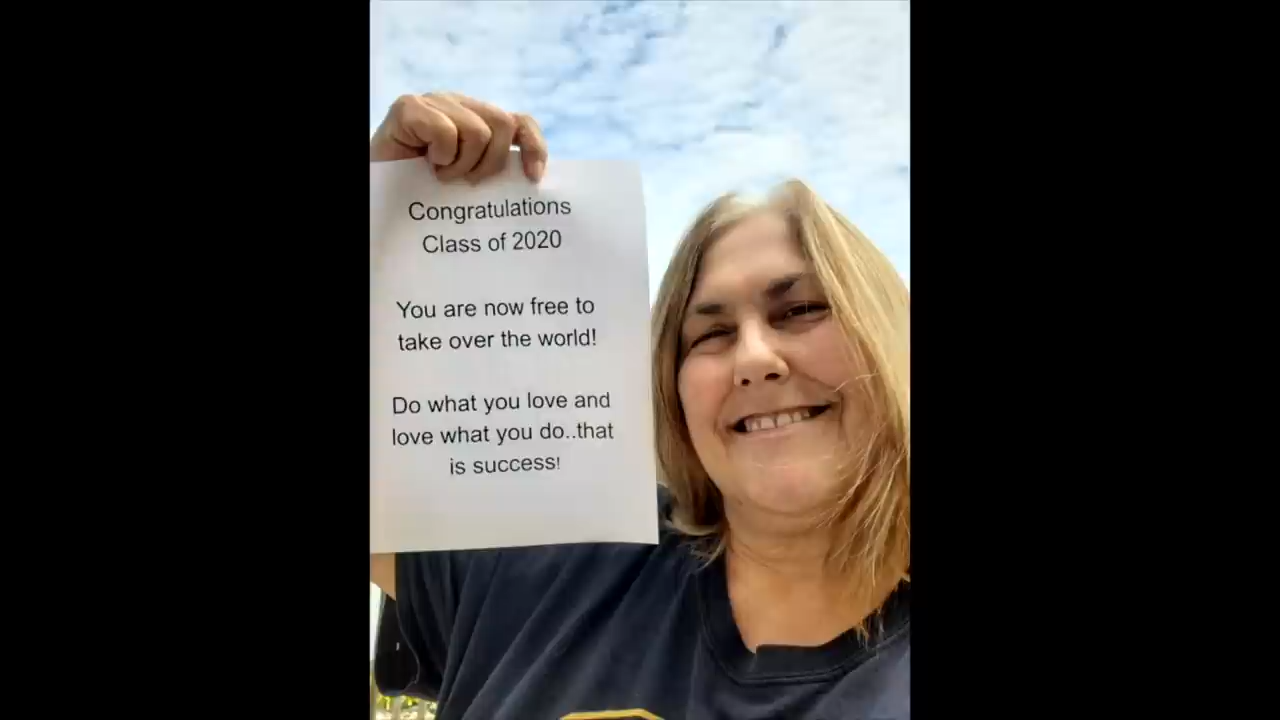 Congratulations
Class of 2020
You are now free to
take over the world!
Do what you love and
love what you do..that
is success!